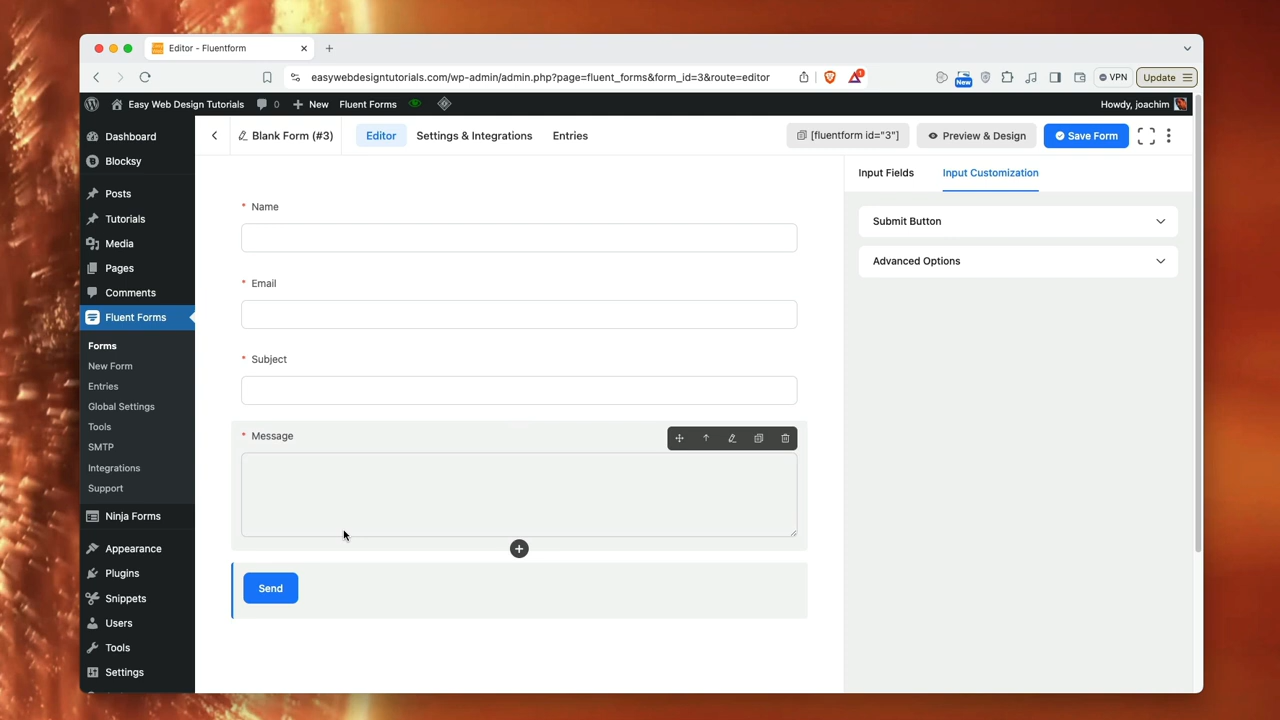 Editor - Fluentform
easywebdesigntutorials.com/wp-admin/admin.php?page=fluent_forms&form_id=3&route=editor
1
New
VPN
Update
Easy Web Design Tutorials
0
New
Fluent Forms
Howdy, joachim
Dashboard
Blocksy
Posts
Tutorials
Media
Pages
Comments
Fluent Forms
Forms
New Form
Entries
Global Settings
Tools
SMTP
Integrations
Support
Ninja Forms
Appearance
Plugins
Snippets
Users
Tools
Settings
Blank Form (#3)
Editor
Settings & Integrations
Entries
[fluentform id="3"]
Preview & Design
Save Form
* Name
* Email
* Subject
* Message
Send
Input Fields
Input Customization
Submit Button
Advanced Options